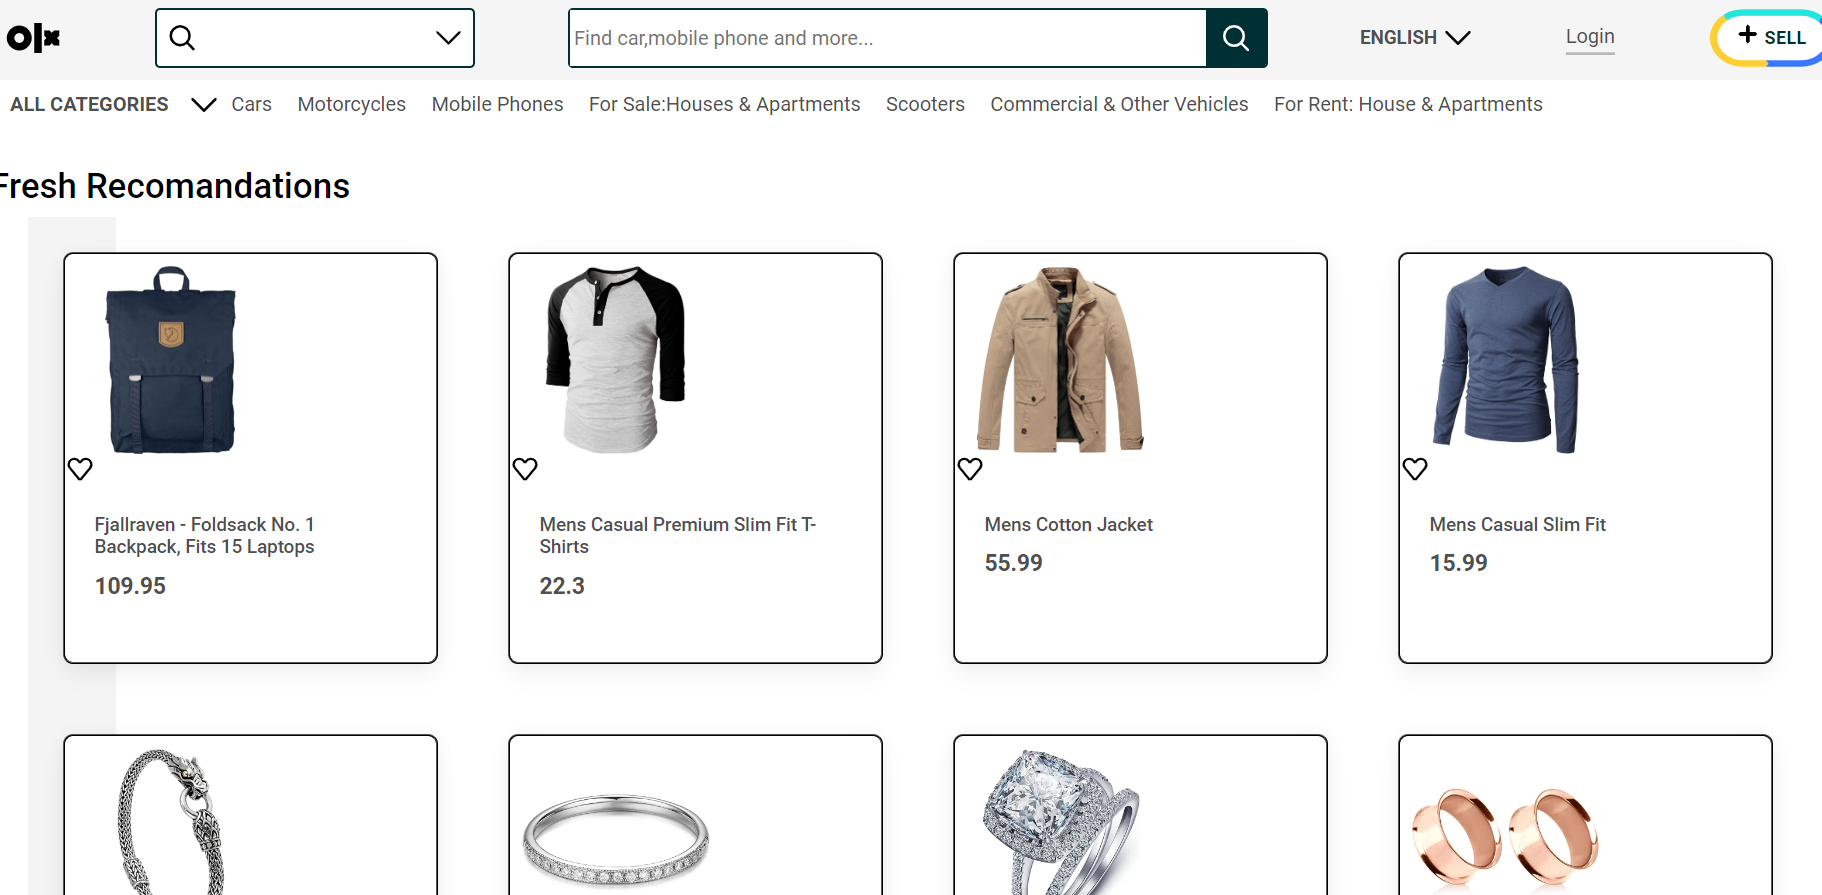 olx
Find car,mobile phone and more...
ENGLISH
Login
+ SELL
ALL CATEGORIES Cars Motorcycles Mobile Phones For Sale:Houses & Apartments Scooters Commercial & Other Vehicles For Rent: House & Apartments
Fresh Recomandations
Fjallraven - Foldsack No. 1
Backpack, Fits 15 Laptops
109.95
Mens Casual Premium Slim Fit T-
Shirts
22.3
Mens Cotton Jacket
55.99
Mens Casual Slim Fit
15.99